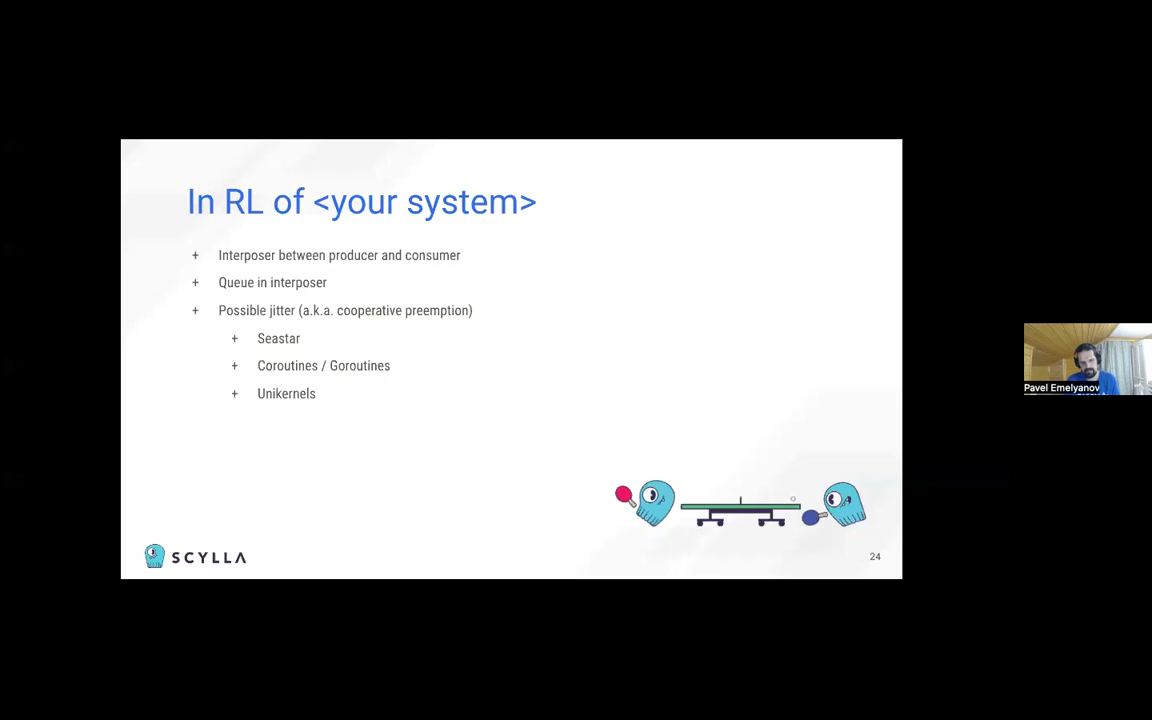 In RL of <your system>
+ Interposer between producer and consumer
+ Queue in interposer
+ Possible jitter (a.k.a. cooperative preemption)
+ Seastar
+ Coroutines / Goroutines
+ Unikernels
SCYLLA
24
Pavel Emelyanov